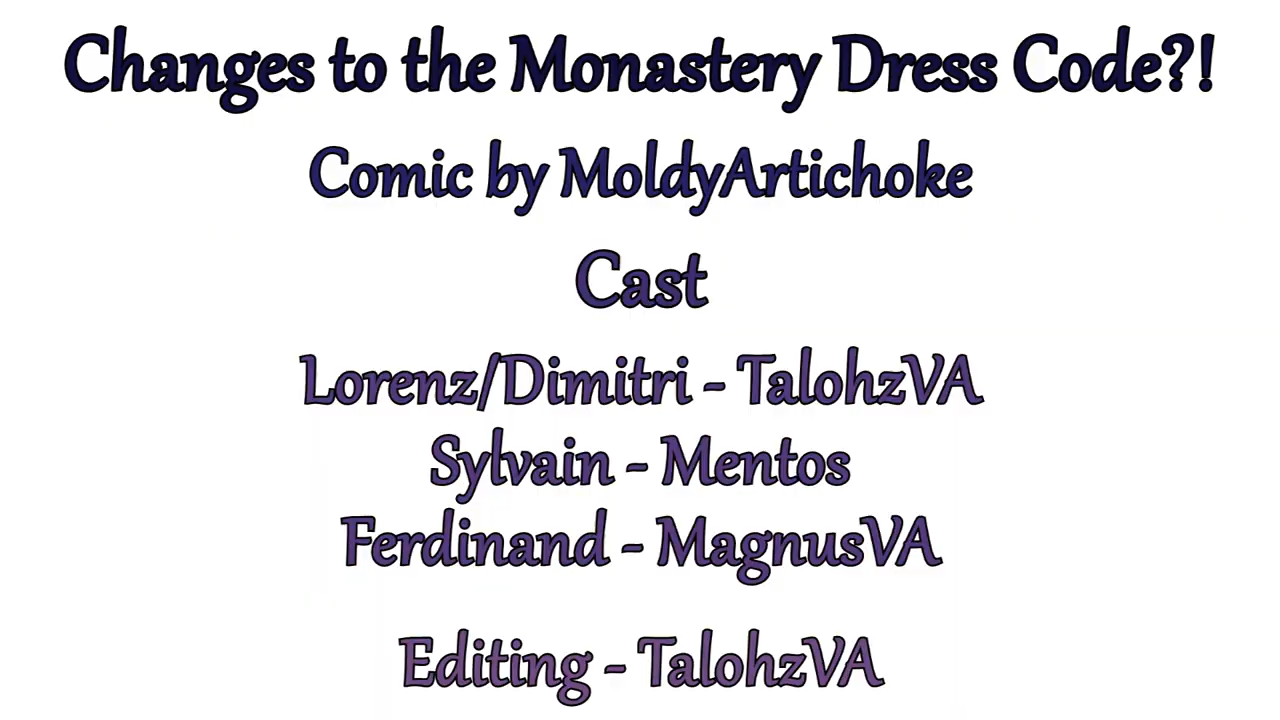 Changes to the Monastery Dress Code?!
Comic by MoldyArtichoke
Cast
Lorenz/Dimitri - TalohzVA
Sylvain - Mentos
Ferdinand - MagnusVA
Editing - TalohzVA